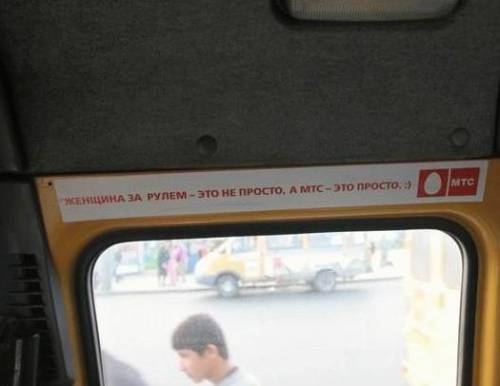 ЖЕНЩИНА ЗА РУЛЕМ – ЭТО НЕ ПРОСТО, А МТС – ЭТО ПРОСТО. :) МТС